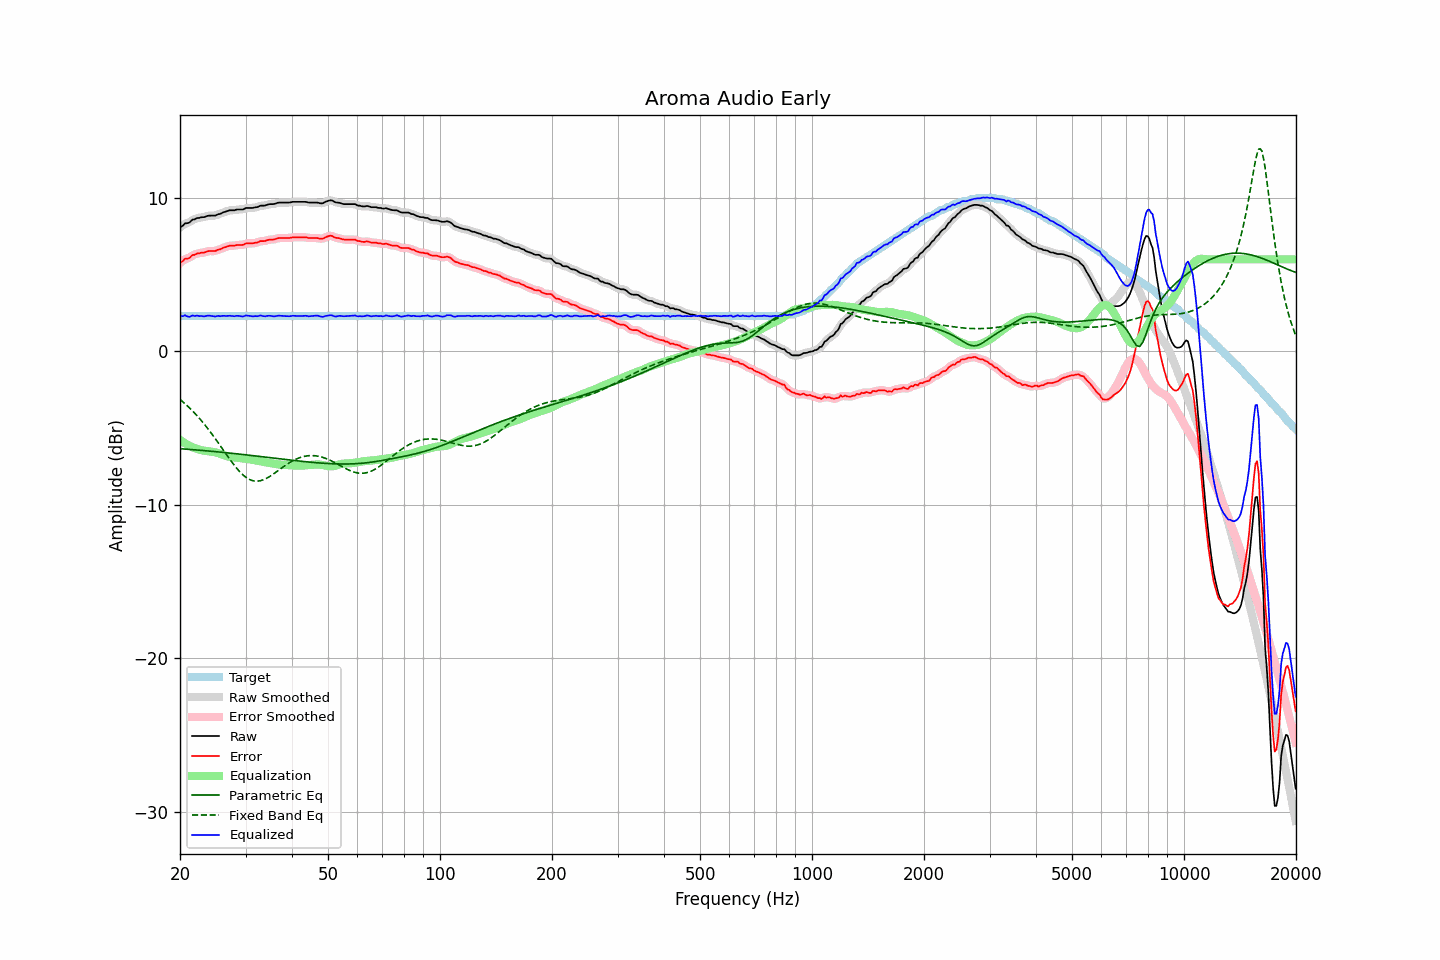 Aroma Audio Early
Amplitude (dBr)
10
0
−10
−20
−30
Target
Raw Smoothed
Error Smoothed
Raw
Error
Equalization
Parametric Eq
Fixed Band Eq
Equalized
20 50 100 200 500 1000 2000 5000 10000 20000
Frequency (Hz)